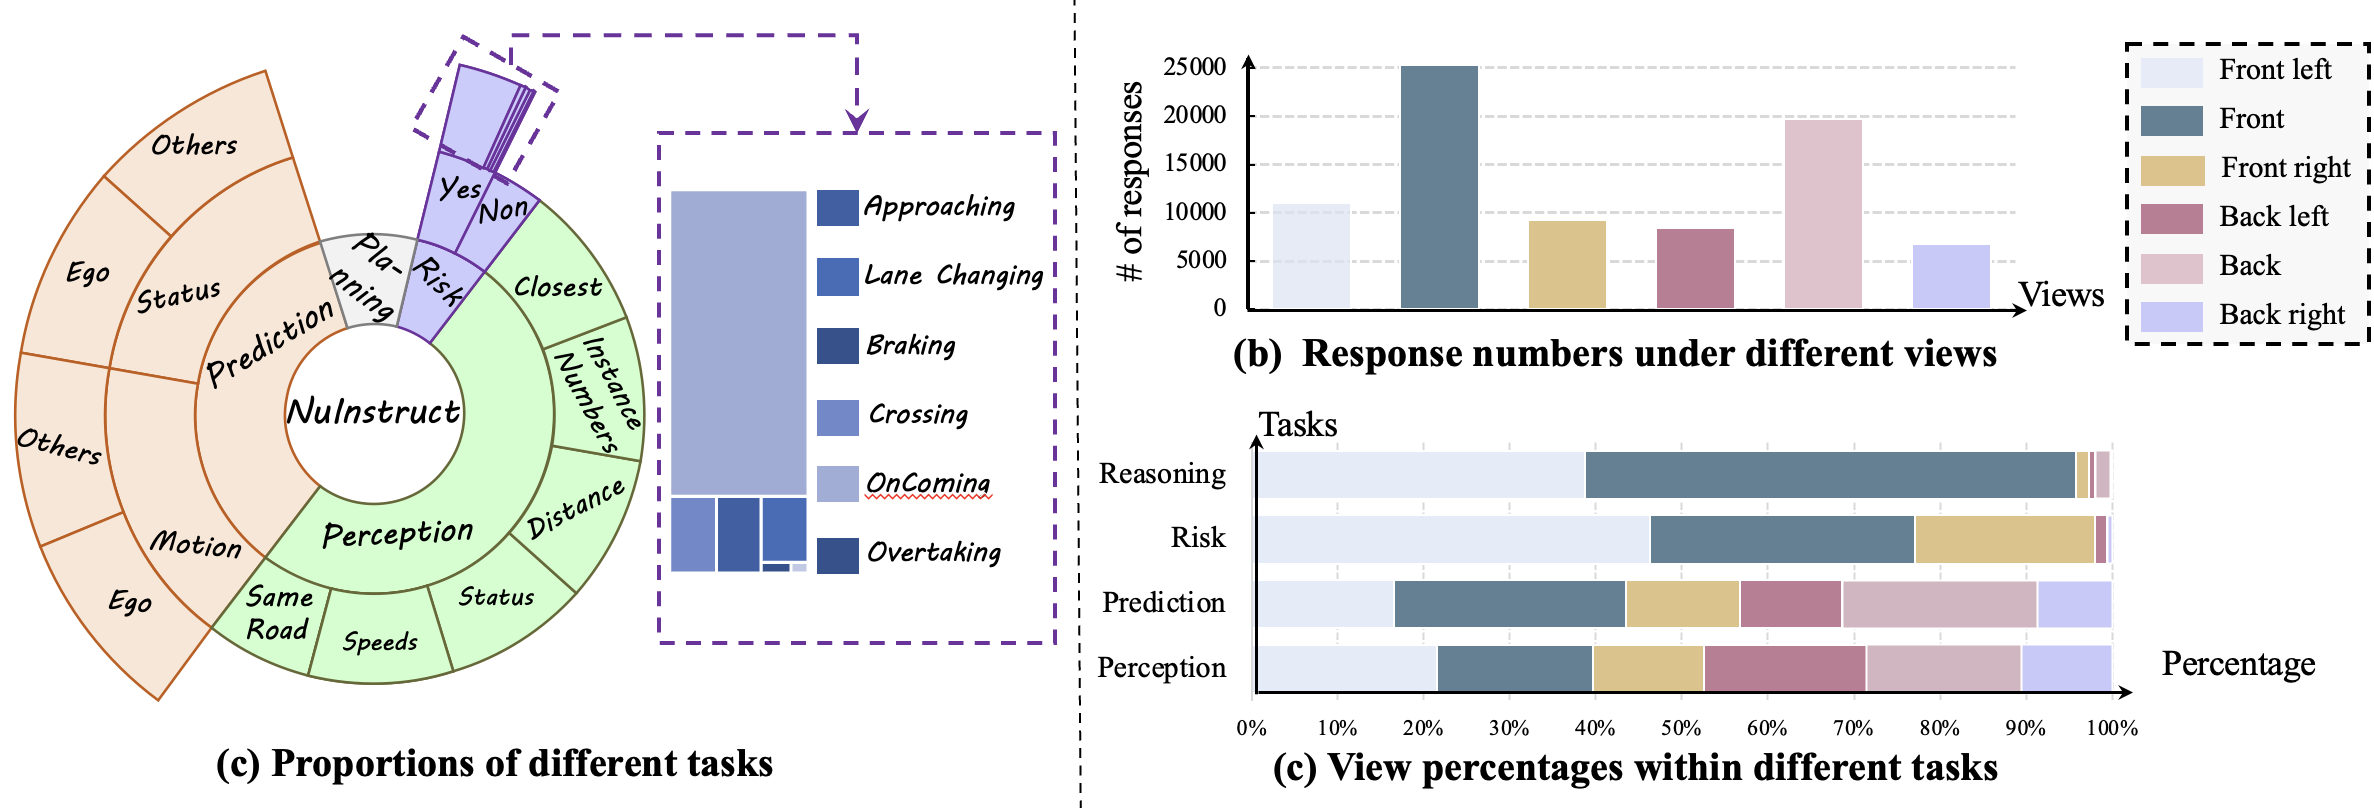 Others
Ego
Status
Prediction
Others
Motion
Ego
Pla-
nning
Risk
Yes
Non
NuInstruct
Perception
Closest
Instance
Numbers
Distance
Status
Speeds
Same
Road
Approaching
Lane Changing
Braking
Crossing
OnComing
Overtaking
(c) Proportions of different tasks
# of responses
25000
20000
15000
10000
5000
0
Views
(b) Response numbers under different views
Front left
Front
Front right
Back left
Back
Back right
Tasks
Reasoning
Risk
Prediction
Perception
Percentage
0% 10% 20% 30% 40% 50% 60% 70% 80% 90% 100%
(c) View percentages within different tasks